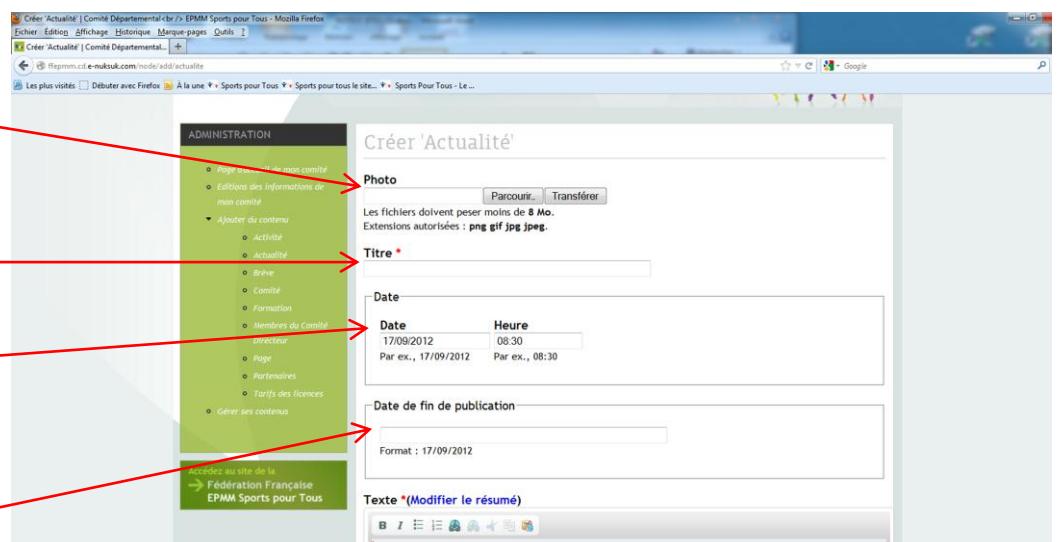 Créer 'Actualité' | Comité Départemental<br /> EPMM Sports pour Tous - Mozilla Firefox
Fichier Édition Affichage Historique Marque-pages Outils ?
Créer 'Actualité' | Comité Départemental... +
ffepmm.cd.e-nuksuk.com/node/add/actualite
Google
Les plus visités Débuter avec Firefox À la une Sports pour Tous Sports pour tous le site... Sports Pour Tous - Le ...
ADMINISTRATION
Page d'accueil de mon comité
Editions des informations de
mon comité
Ajouter du contenu
Activité
Actualité
Brève
Comité
Formation
Membres du Comité
Directeur
Page
Partenaires
Tarifs des licences
Gérer ses contenus
Accédez au site de la
Fédération Française
EPMM Sports pour Tous
Créer 'Actualité'
Photo
Parcourir_ Transférer
Les fichiers doivent peser moins de 8 Mo.
Extensions autorisées : png gif jpg jpeg.
Titre *
Date
Date Heure
17/09/2012 08:30
Par ex., 17/09/2012 Par ex., 08:30
Date de fin de publication
Format : 17/09/2012
Texte *(Modifier le résumé)
B I